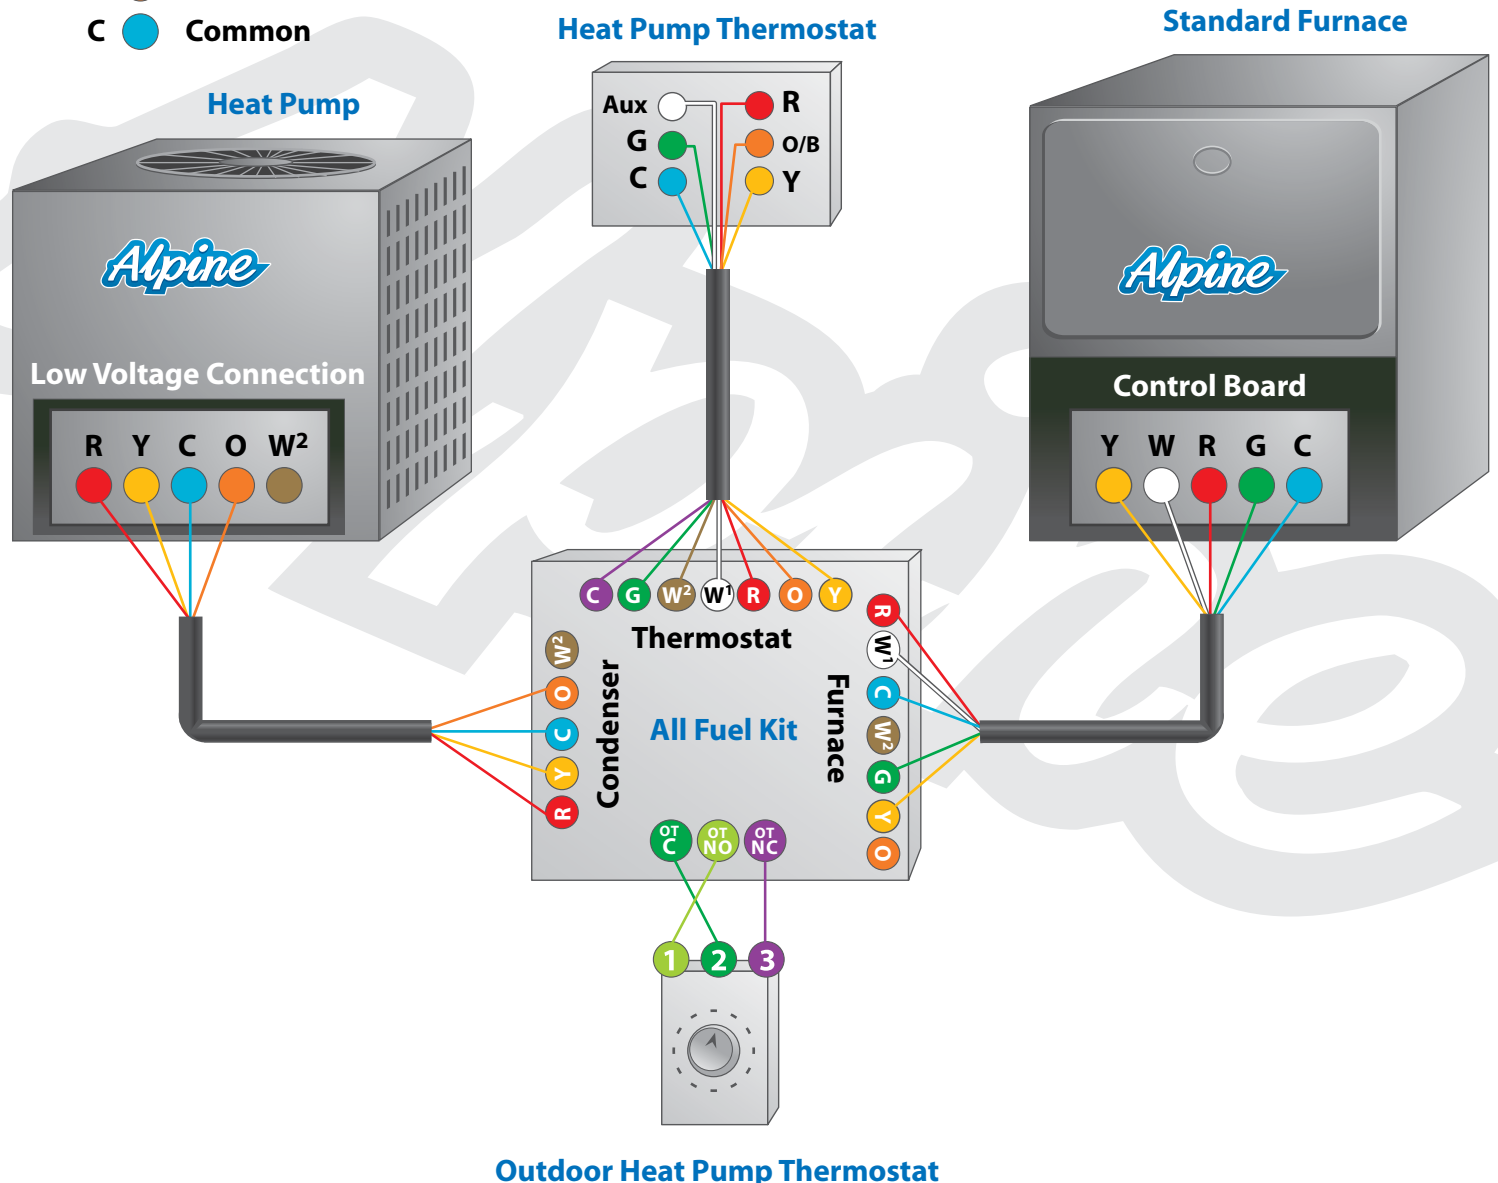 C Common
Heat Pump Thermostat
Standard Furnace
Heat Pump
Aux R
G O/B
C Y
Alpine
Alpine
Low Voltage Connection
Control Board
R Y C O W²
Y W R G C
C G W² W¹ R O Y
Thermostat
W² O C Y R
Condenser
All Fuel Kit
Furnace
R W¹ C W² G Y O
OT C OT NO OT NC
1 2 3
Outdoor Heat Pump Thermostat